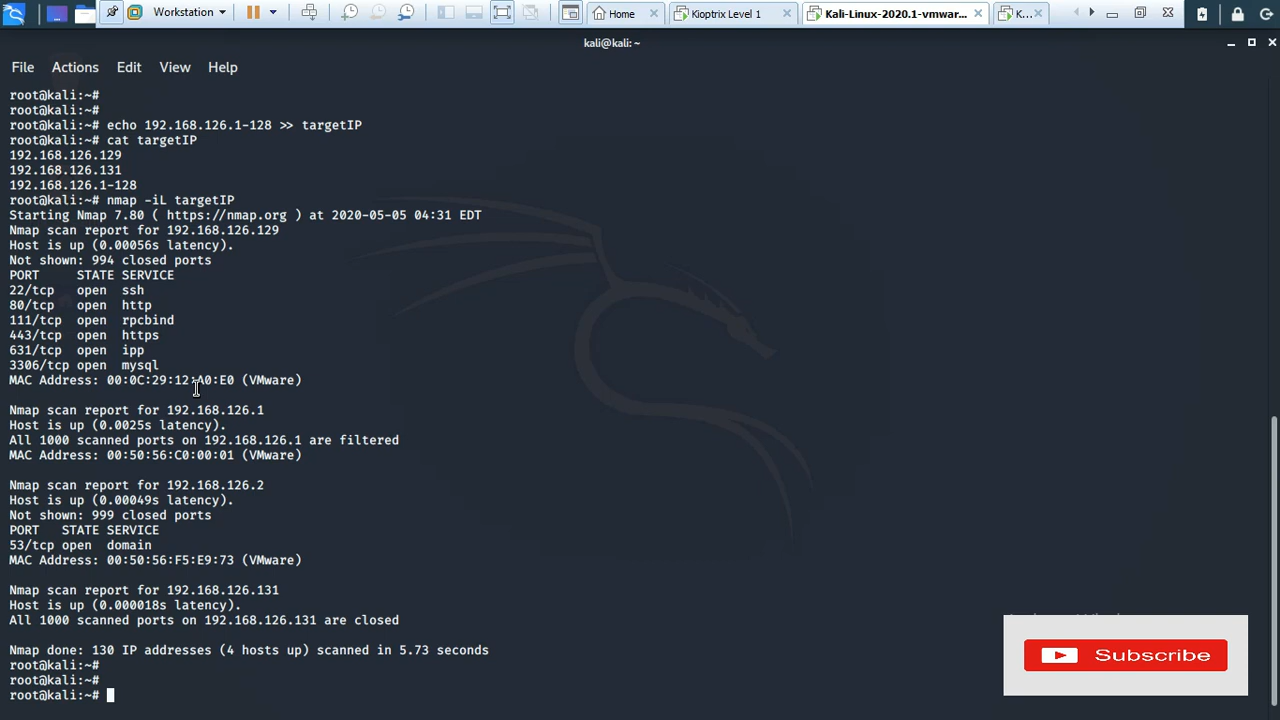 Workstation
Home
Kioptrix Level 1
Kali-Linux-2020.1-vmwar...
K...
kali@kali: ~
File Actions Edit View Help
root@kali:~#
root@kali:~#
root@kali:~# echo 192.168.126.1-128 >> targetIP
root@kali:~# cat targetIP
192.168.126.129
192.168.126.131
192.168.126.1-128
root@kali:~# nmap -iL targetIP
Starting Nmap 7.80 ( https://nmap.org ) at 2020-05-05 04:31 EDT
Nmap scan report for 192.168.126.129
Host is up (0.00056s latency).
Not shown: 994 closed ports
PORT STATE SERVICE
22/tcp open ssh
80/tcp open http
111/tcp open rpcbind
443/tcp open https
631/tcp open ipp
3306/tcp open mysql
MAC Address: 00:0C:29:12:A0:E0 (VMware)
Nmap scan report for 192.168.126.1
Host is up (0.0025s latency).
All 1000 scanned ports on 192.168.126.1 are filtered
MAC Address: 00:50:56:C0:00:01 (VMware)
Nmap scan report for 192.168.126.2
Host is up (0.00049s latency).
Not shown: 999 closed ports
PORT STATE SERVICE
53/tcp open domain
MAC Address: 00:50:56:F5:E9:73 (VMware)
Nmap scan report for 192.168.126.131
Host is up (0.000018s latency).
All 1000 scanned ports on 192.168.126.131 are closed
Nmap done: 130 IP addresses (4 hosts up) scanned in 5.73 seconds
root@kali:~#
root@kali:~#
root@kali:~#
Subscribe